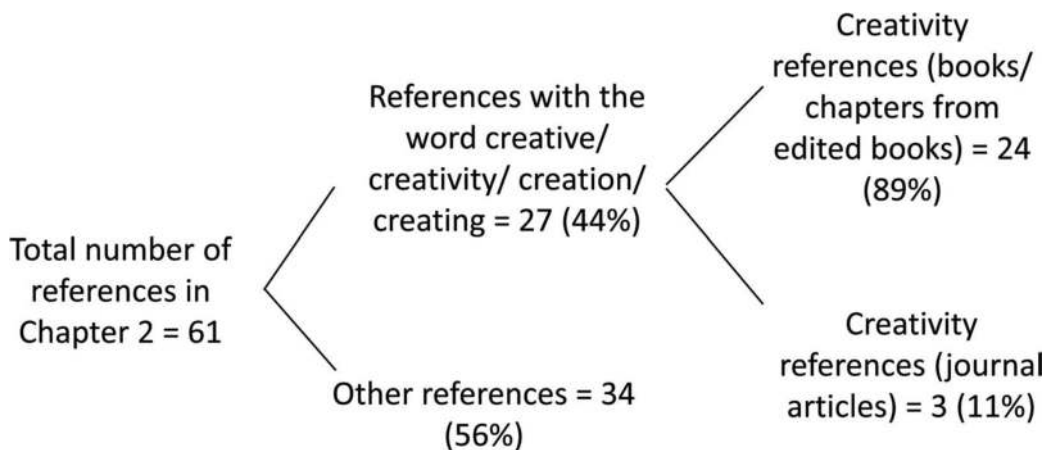 Total number of
references in
Chapter 2 = 61
References with the
word creative/
creativity/ creation/
creating = 27 (44%)
Other references = 34
(56%)
Creativity
references (books/
chapters from
edited books) = 24
(89%)
Creativity
references (journal
articles) = 3 (11%)